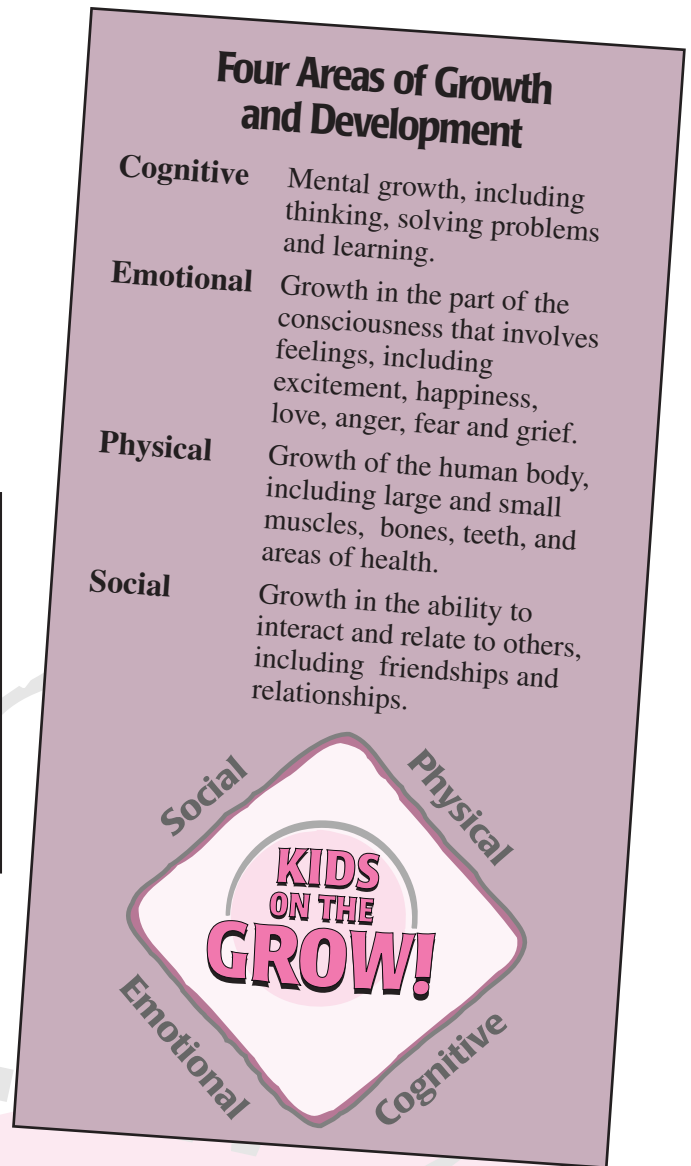 Four Areas of Growth
and Development
Cognitive Mental growth, including
thinking, solving problems
and learning.
Emotional Growth in the part of the
consciousness that involves
feelings, including
excitement, happiness,
love, anger, fear and grief.
Physical Growth of the human body,
including large and small
muscles, bones, teeth, and
areas of health.
Social Growth in the ability to
interact and relate to others,
including friendships and
relationships.
Social
Physical
KIDS
ON THE
GROW!
Emotional
Cognitive